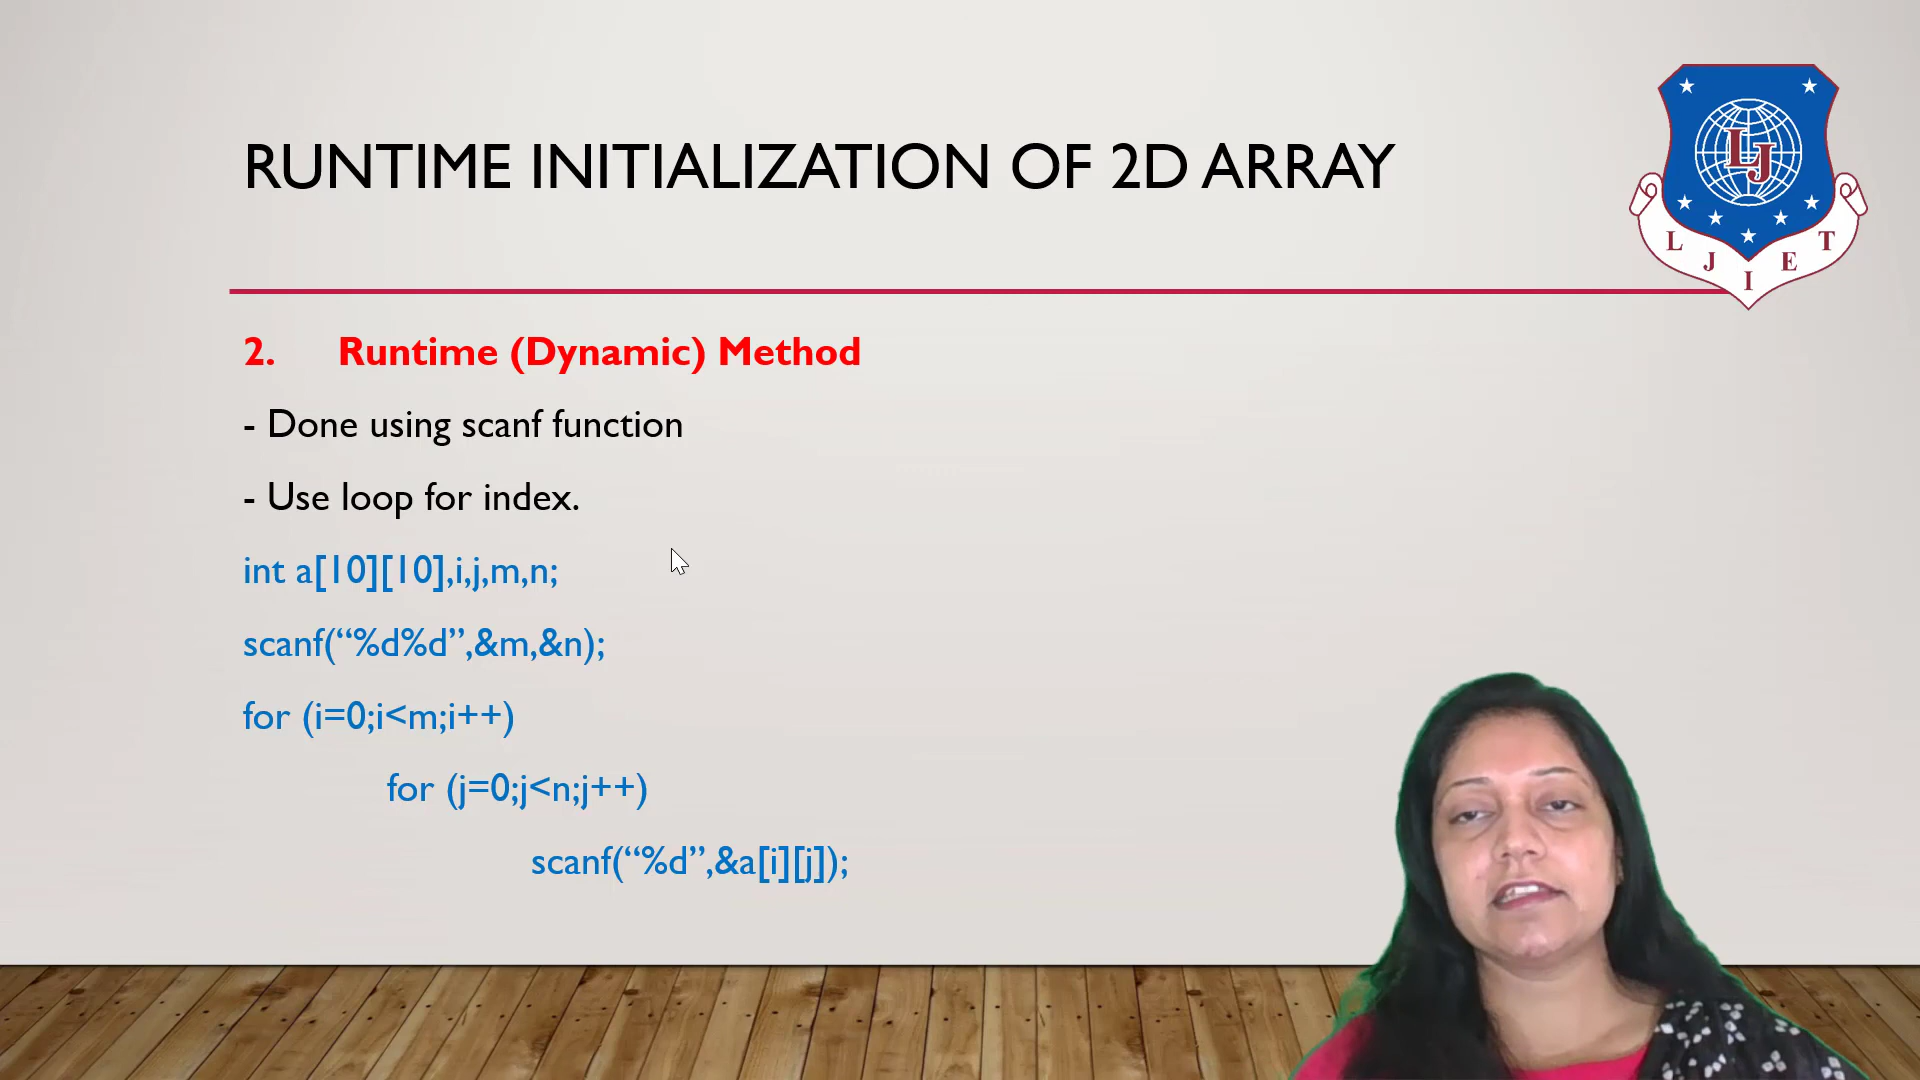 RUNTIME INITIALIZATION OF 2D ARRAY
LJ
L J I E T
2. Runtime (Dynamic) Method
- Done using scanf function
- Use loop for index.
int a[10][10],i,j,m,n;
scanf(“%d%d”,&m,&n);
for (i=0;i<m;i++)
for (j=0;j<n;j++)
scanf(“%d”,&a[i][j]);